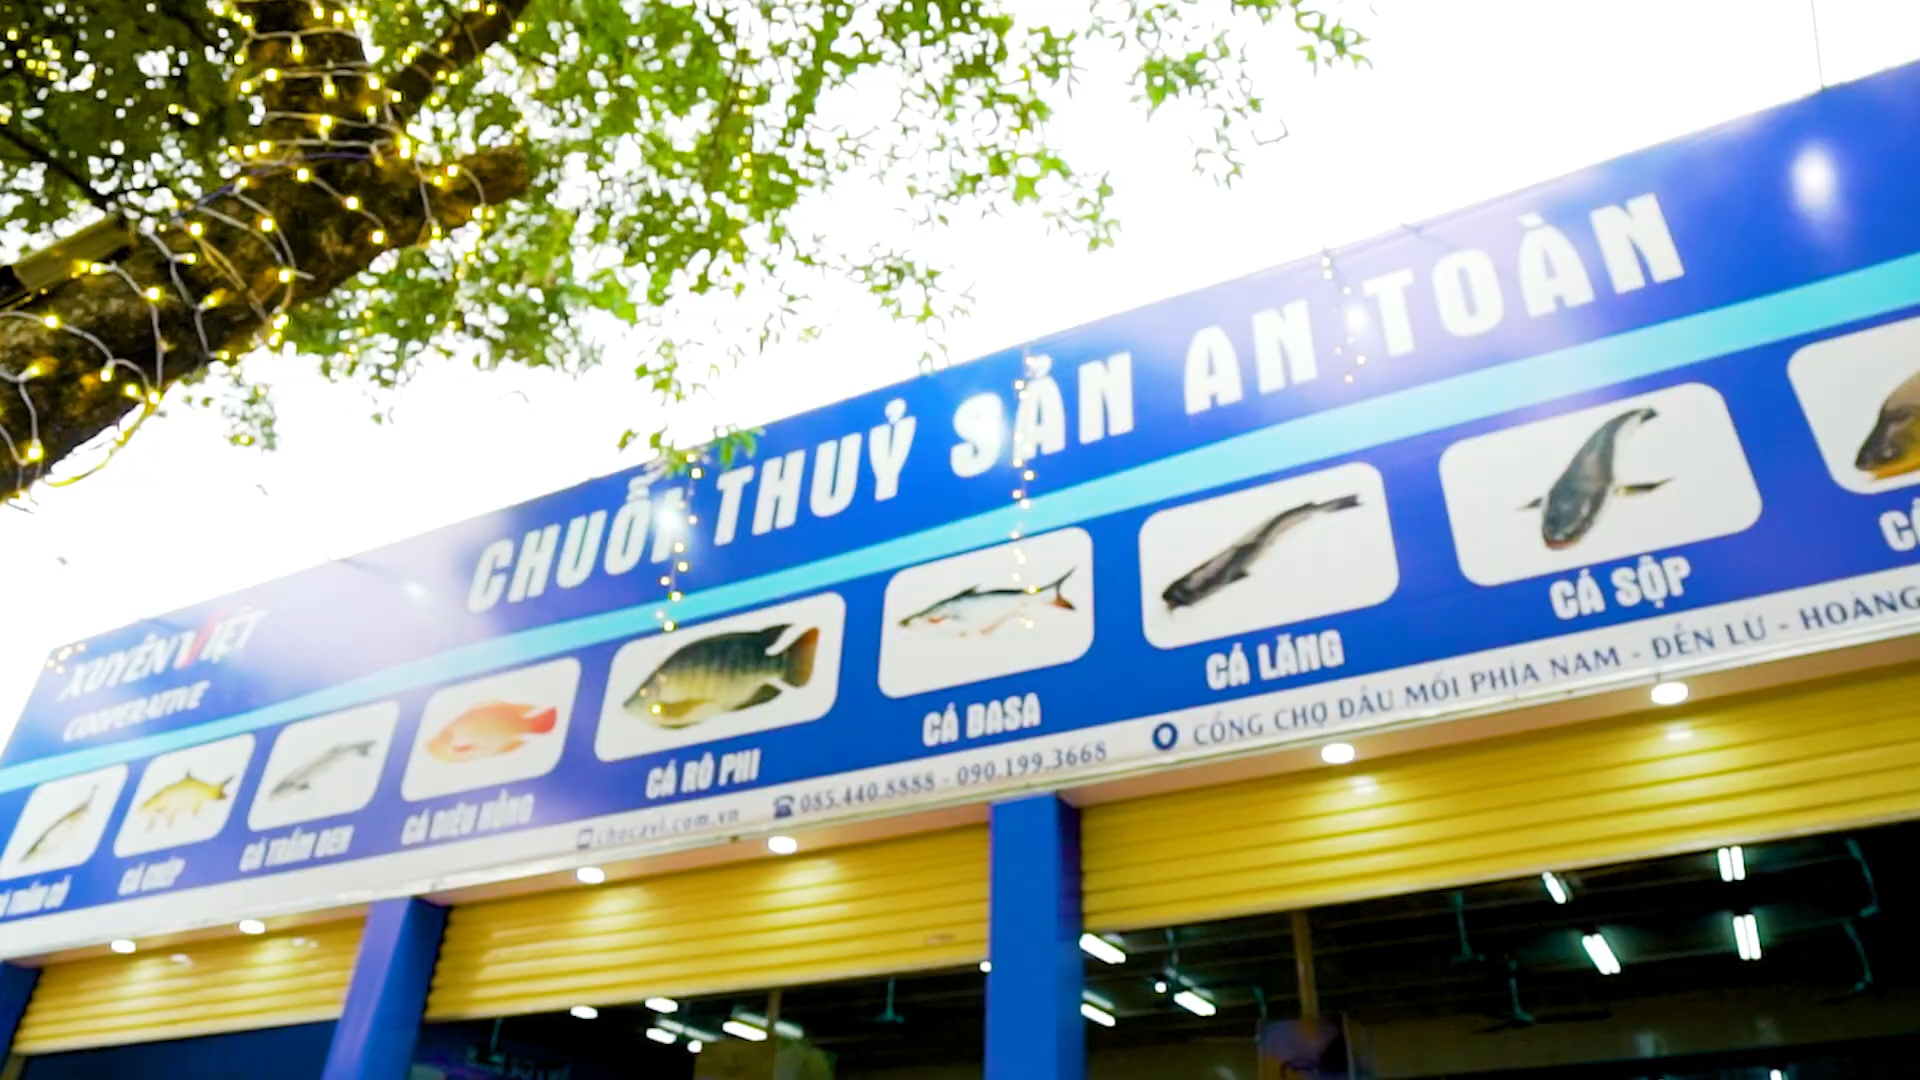 CHUỖI THUỶ SẢN AN TOÀN
XUYÊN VIỆT
COOPERATIVE
CÁ CHÉP
CÁ TRẮM ĐEN
CÁ DIÊU HỒNG
CÁ RÔ PHI
CÁ BASA
CÁ LĂNG
CÁ SỘP
chocavi.com.vn
085.440.8888 - 090.199.3668
CỔNG CHỢ ĐẦU MỐI PHÍA NAM - ĐỀN LỪ - HOÀNG